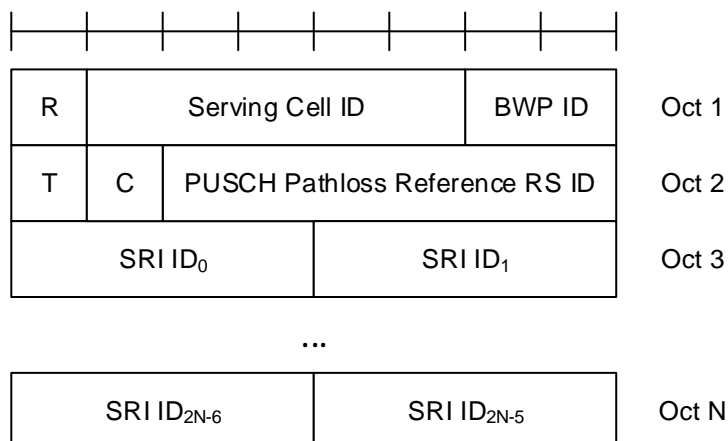 R Serving Cell ID BWP ID Oct 1
T C PUSCH Pathloss Reference RS ID Oct 2
SRI ID₀ SRI ID₁ Oct 3
...
SRI ID₂N-₆ SRI ID₂N-₅ Oct N